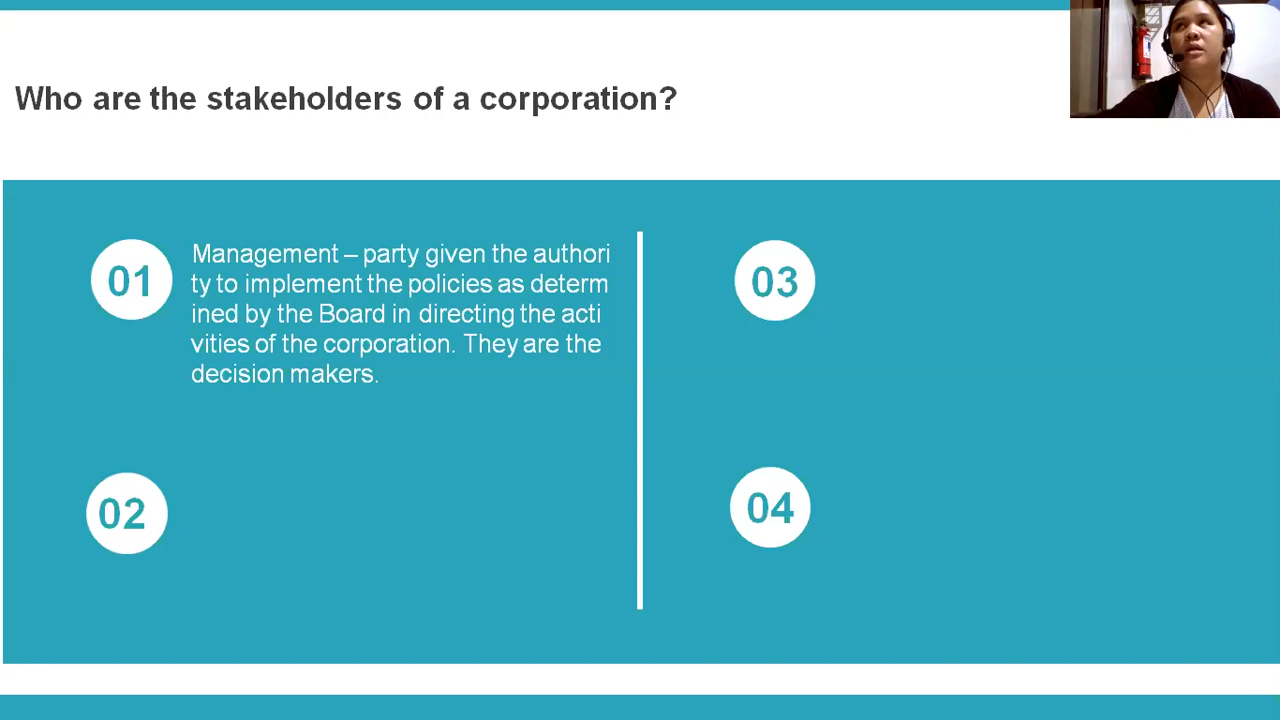 Who are the stakeholders of a corporation?
01
Management – party given the authori
ty to implement the policies as determ
ined by the Board in directing the acti
vities of the corporation. They are the
decision makers.
02
03
04